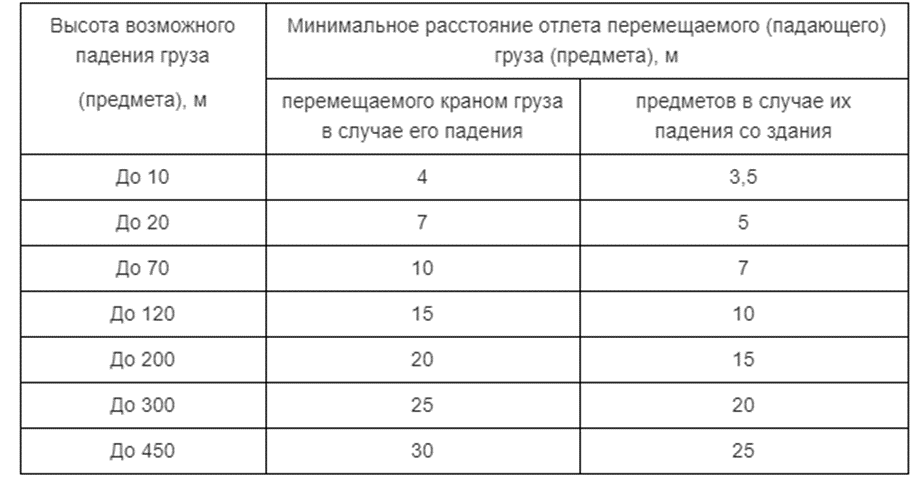 Высота возможного
падения груза
(предмета), м
Минимальное расстояние отлета перемещаемого (падающего)
груза (предмета), м
перемещаемого краном груза
в случае его падения
предметов в случае их
падения со здания
До 10 4 3,5
До 20 7 5
До 70 10 7
До 120 15 10
До 200 20 15
До 300 25 20
До 450 30 25